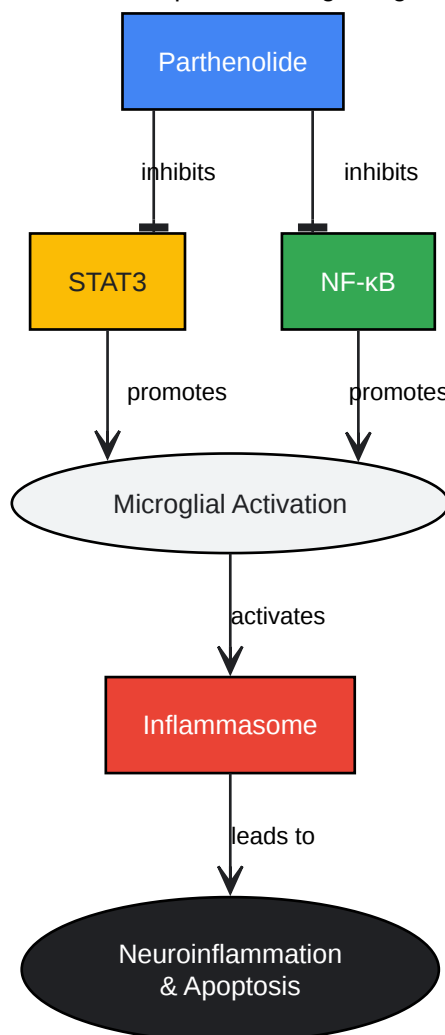 Parthenolide
inhibits inhibits
STAT3 NF-κB
promotes promotes
Microglial Activation
activates
Inflammasome
leads to
Neuroinflammation
& Apoptosis